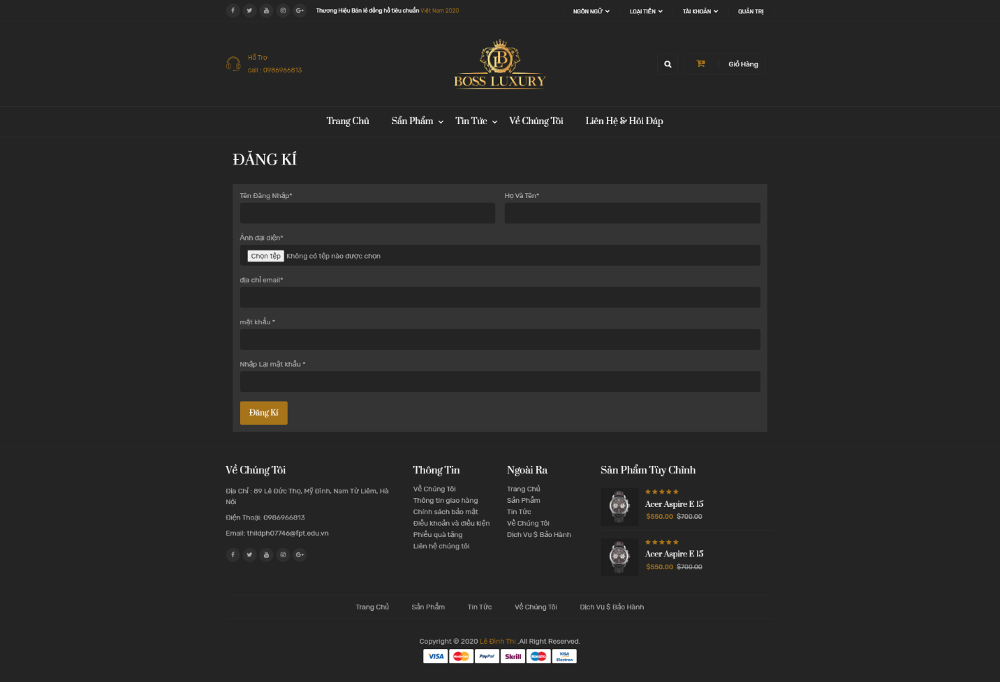 Thương Hiệu Bán lẻ đồng hồ tiêu chuẩn Việt Nam 2020
NGÔN NGỮ
LOẠI TIỀN
TÀI KHOẢN
QUẢN TRỊ
Hỗ Trợ
call : 0986966813
LB
BOSS LUXURY
Giỏ Hàng
Trang Chủ
Sẩn Phẩm
Tin Tức
Về Chúng Tôi
Liên Hệ & Hỏi Đáp
ĐĂNG KÍ
Tên Đăng Nhập*
Họ Và Tên*
Ảnh đại diện*
Chọn tệp Không có tệp nào được chọn
địa chỉ email*
mật khẩu *
Nhập Lại mật khẩu *
Đăng Kí
Về Chúng Tôi
Địa Chỉ : 89 Lê Đức Thọ, Mỹ Đình, Nam Từ Liêm, Hà
Nội
Điện Thoại: 0986966813
Email: thildph07746@fpt.edu.vn
Thông Tin
Về Chúng Tôi
Thông tin giao hàng
Chính sách bảo mật
Điều khoản và điều kiện
Phiếu quà tặng
Liên hệ chúng tôi
Ngoài Ra
Trang Chủ
Sản Phẩm
Tin Tức
Về Chúng Tôi
Dịch Vụ $ Bảo Hành
Sản Phẩm Tùy Chỉnh
Acer Aspire E 15
$550.00 $700.00
Acer Aspire E 15
$550.00 $700.00
Trang Chủ
Sản Phẩm
Tin Tức
Về Chúng Tôi
Dịch Vụ $ Bảo Hành
Copyright © 2020 Lê Đình Thi .All Right Reserved.
VISA
MasterCard
PayPal
Skrill
Maestro
VISA
Electron